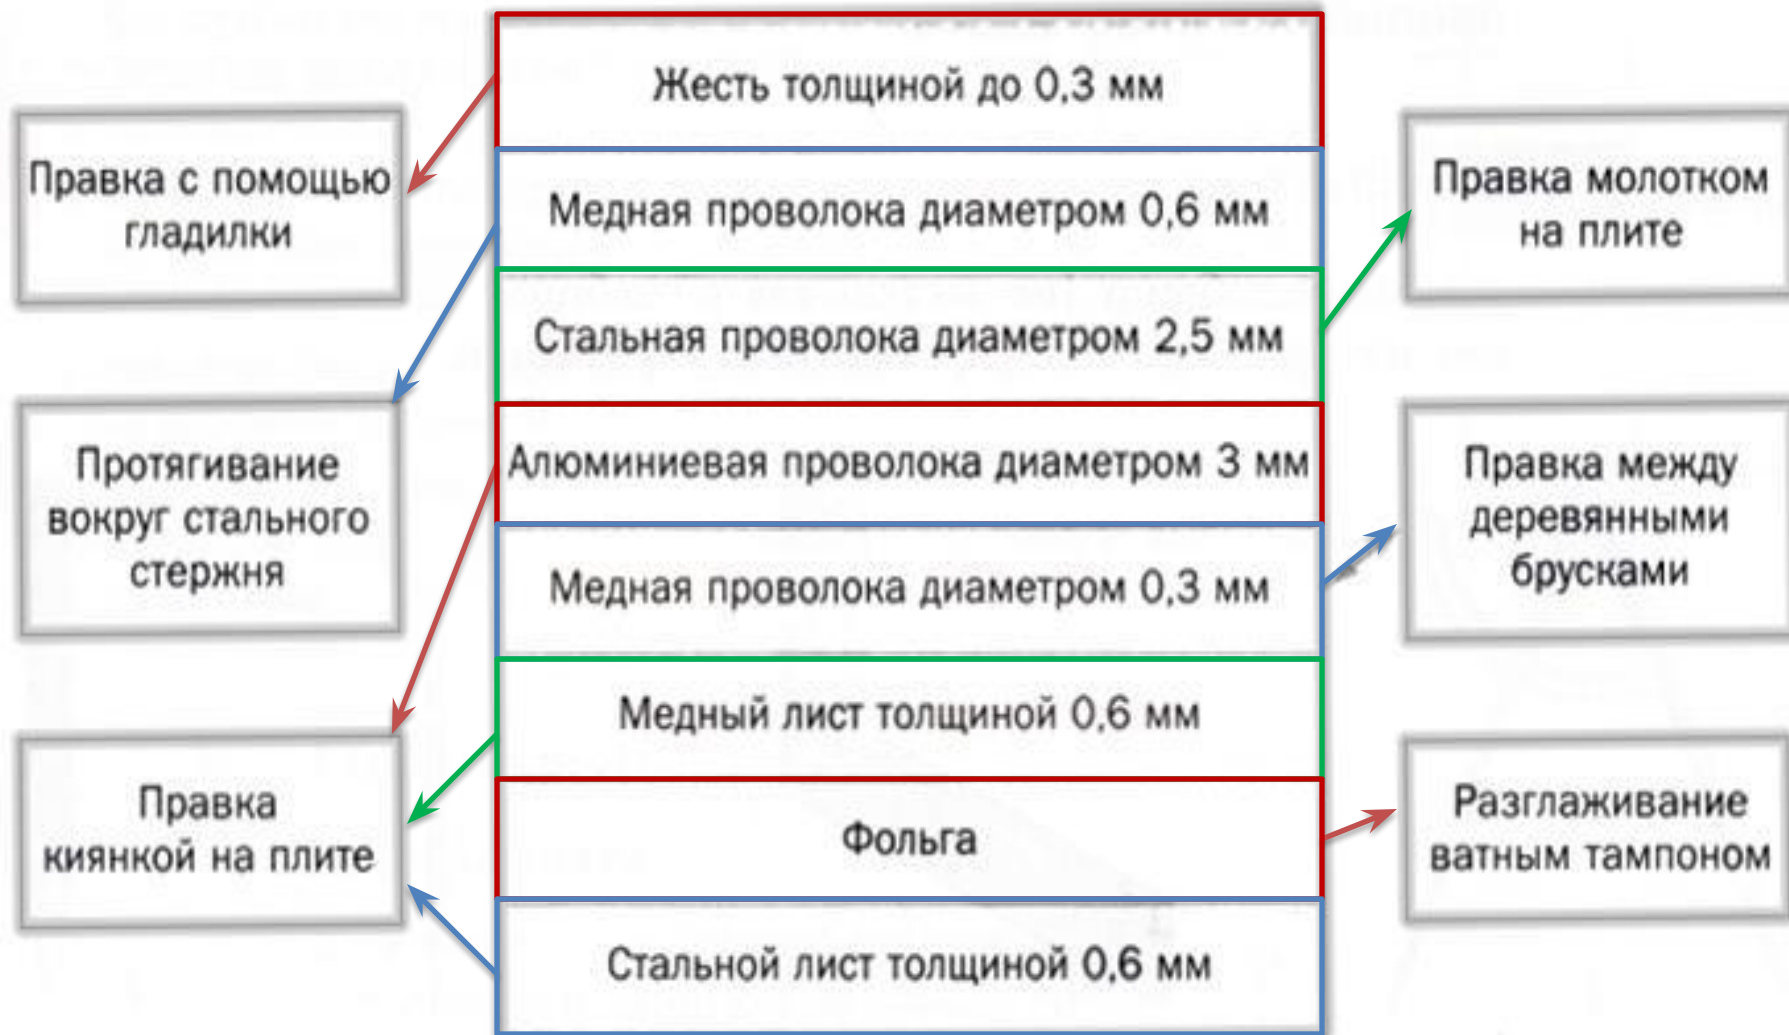 Жесть толщиной до 0,3 мм
Медная проволока диаметром 0,6 мм
Стальная проволока диаметром 2,5 мм
Алюминиевая проволока диаметром 3 мм
Медная проволока диаметром 0,3 мм
Медный лист толщиной 0,6 мм
Фольга
Стальной лист толщиной 0,6 мм
Правка с помощью
гладилки
Протягивание
вокруг стального
стержня
Правка
киянкой на плите
Правка молотком
на плите
Правка между
деревянными
брусками
Разглаживание
ватным тампоном